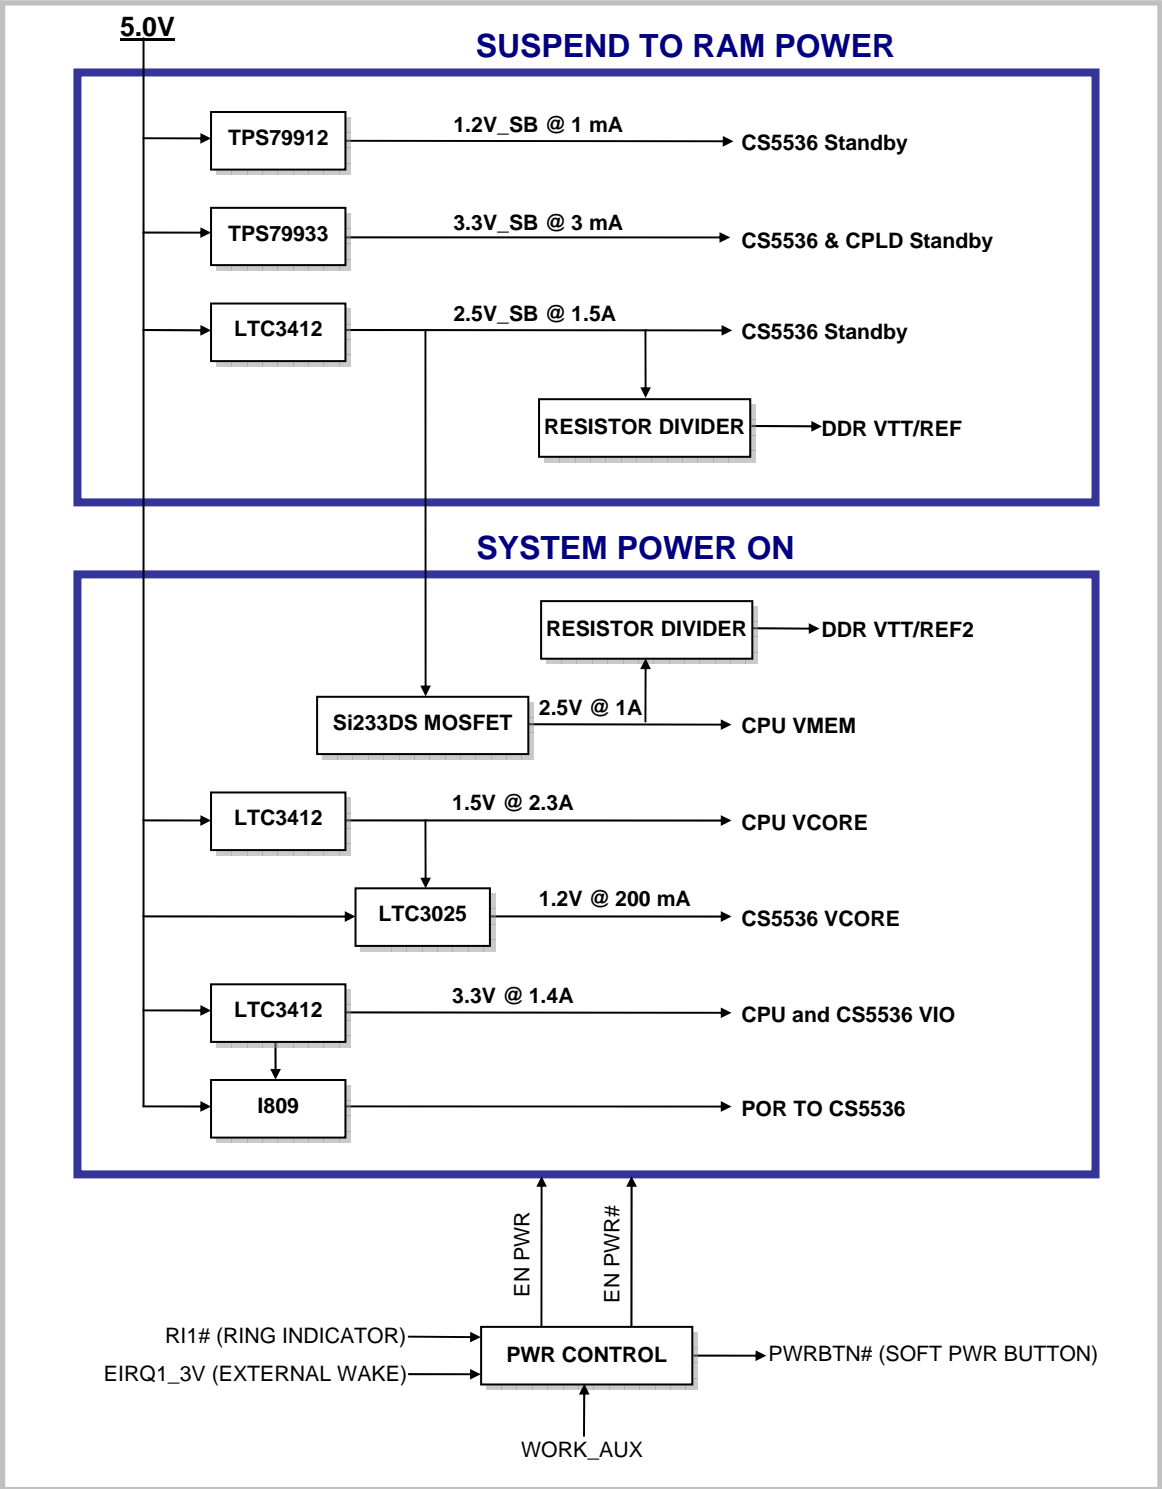 5.0V
SUSPEND TO RAM POWER
TPS79912
1.2V_SB @ 1 mA
CS5536 Standby
TPS79933
3.3V_SB @ 3 mA
CS5536 & CPLD Standby
LTC3412
2.5V_SB @ 1.5A
CS5536 Standby
RESISTOR DIVIDER
DDR VTT/REF
SYSTEM POWER ON
RESISTOR DIVIDER
DDR VTT/REF2
Si233DS MOSFET
2.5V @ 1A
CPU VMEM
LTC3412
1.5V @ 2.3A
CPU VCORE
LTC3025
1.2V @ 200 mA
CS5536 VCORE
LTC3412
3.3V @ 1.4A
CPU and CS5536 VIO
I809
POR TO CS5536
EN PWR
EN PWR#
RI1# (RING INDICATOR)
EIRQ1_3V (EXTERNAL WAKE)
PWR CONTROL
PWRBTN# (SOFT PWR BUTTON)
WORK_AUX